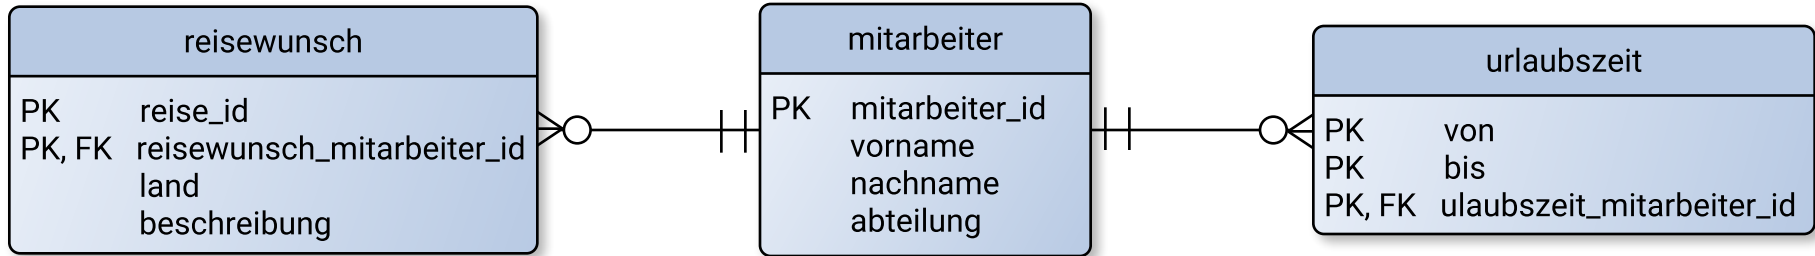 reisewunsch
PK reise_id
PK, FK reisewunsch_mitarbeiter_id
land
beschreibung
mitarbeiter
PK mitarbeiter_id
vorname
nachname
abteilung
urlaubszeit
PK von
PK bis
PK, FK ulaubszeit_mitarbeiter_id